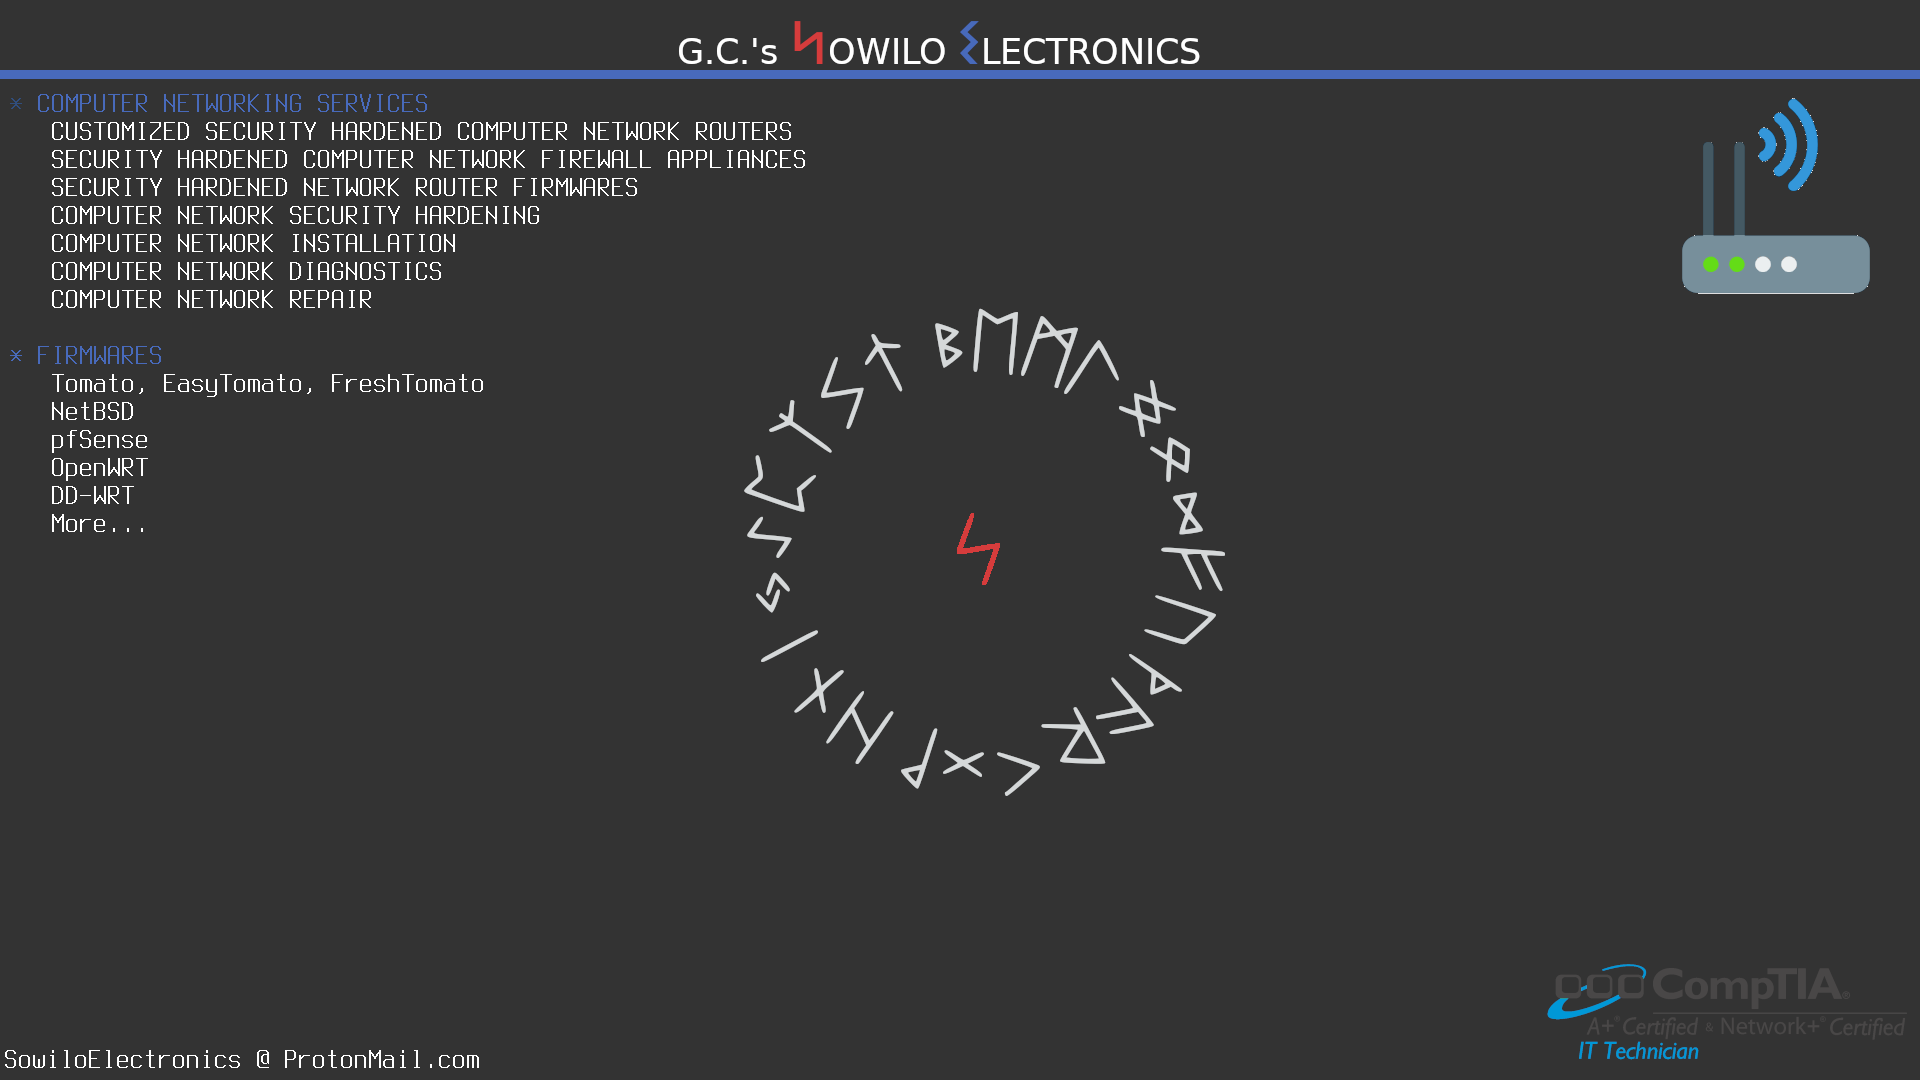 G.C.'s ᛋOWILO ΣLECTRONICS
* COMPUTER NETWORKING SERVICES
CUSTOMIZED SECURITY HARDENED COMPUTER NETWORK ROUTERS
SECURITY HARDENED COMPUTER NETWORK FIREWALL APPLIANCES
SECURITY HARDENED NETWORK ROUTER FIRMWARES
COMPUTER NETWORK SECURITY HARDENING
COMPUTER NETWORK INSTALLATION
COMPUTER NETWORK DIAGNOSTICS
COMPUTER NETWORK REPAIR
* FIRMWARES
Tomato, EasyTomato, FreshTomato
NetBSD
pfSense
OpenWRT
DD-WRT
More...
ᛒᛖᛗᛚᛜᛟᛞᚠᚢᚦᚨᚱᚲᚷᚹᚺᚾᛁᛃᛇᛈᛉᛊᛏ
ᛋ
CompTIA®
A+® Certified & Network+® Certified
IT Technician
SowiloElectronics @ ProtonMail.com